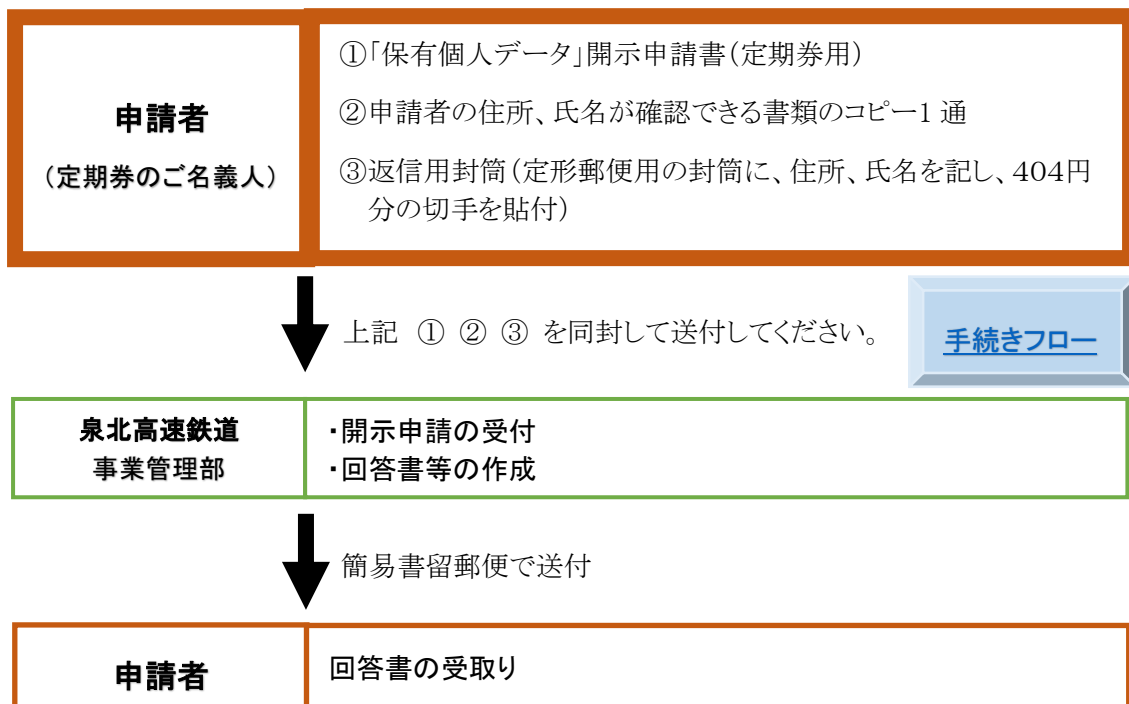 申請者
(定期券のご名義人)
①「保有個人データ」開示申請書(定期券用)
②申請者の住所、氏名が確認できる書類のコピー1 通
③返信用封筒(定形郵便用の封筒に、住所、氏名を記し、404円
分の切手を貼付)
上記 ① ② ③ を同封して送付してください。
手続きフロー
泉北高速鉄道
事業管理部
・開示申請の受付
・回答書等の作成
簡易書留郵便で送付
申請者
回答書の受取り